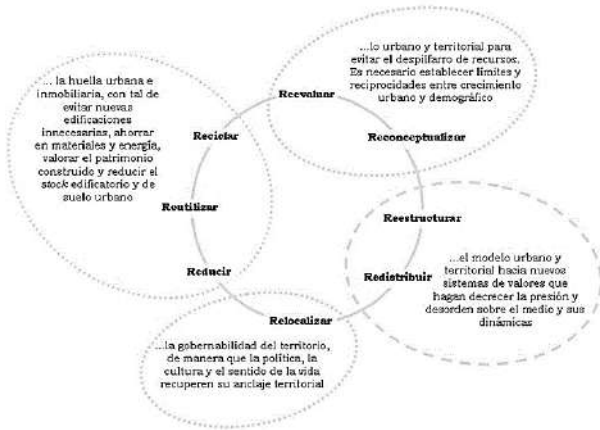 ...lo urbano y territorial para
evitar el despilfarro de recursos.
Es necesario establecer límites y
reciprocidades entre crecimiento
urbano y demográfico
Reevaluar
Reconceptualizar
... la huella urbana e
inmobiliaria, con tal de
evitar nuevas
edificaciones
innecesarias, ahorrar
en materiales y energía,
valorar el patrimonio
construido y reducir el
stock edificatorio y de
suelo urbano
Reciclar
Reutilizar
Reducir
Reestructurar
Redistribuir
...el modelo urbano y
territorial hacia nuevos
sistemas de valores que
hagan decrecer la presión y
desorden sobre el medio y sus
dinámicas
Relocalizar
...la gobernabilidad del territorio,
de manera que la política, la
cultura y el sentido de la vida
recuperen su anclaje territorial